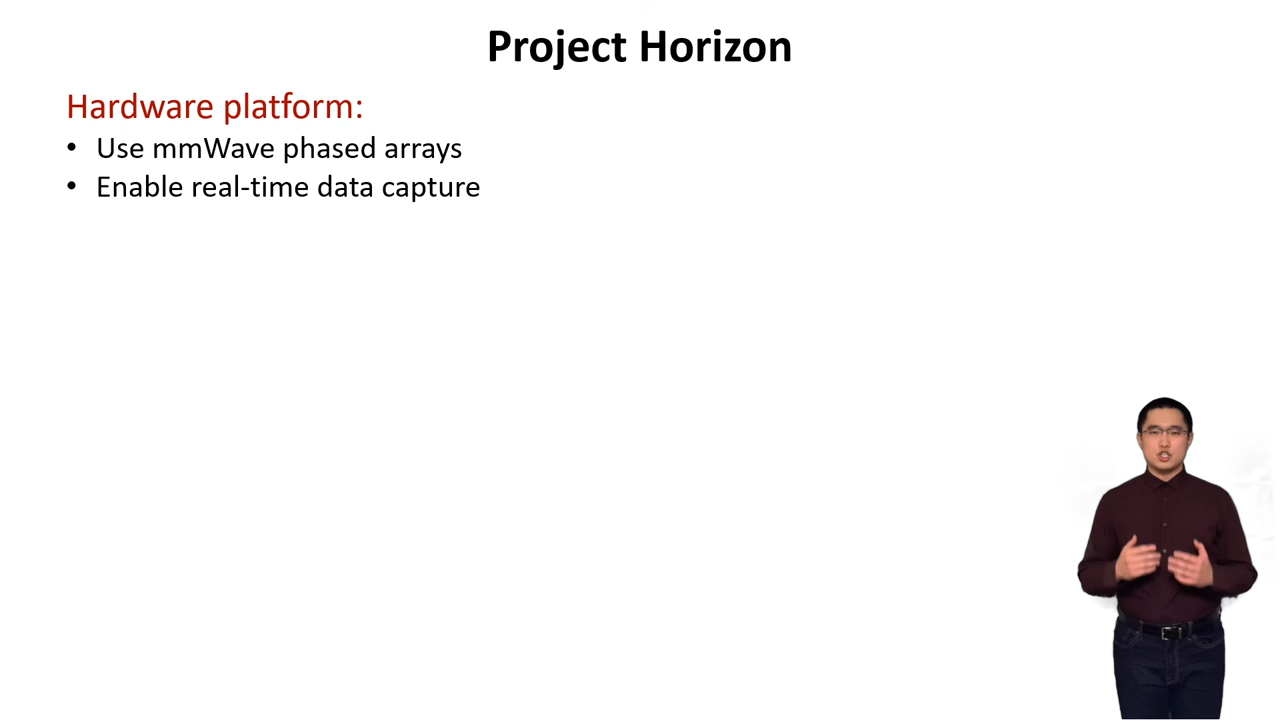 Project Horizon
Hardware platform:
• Use mmWave phased arrays
• Enable real-time data capture